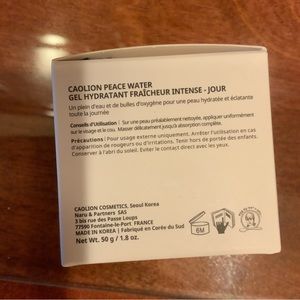 CAOLION PEACE WATER
GEL HYDRATANT FRAÎCHEUR INTENSE - JOUR
Un plein d'eau et de bulles d'oxygène pour une peau hydratée et éclatante
toute la journée
Conseils d'Utilisation | Sur une peau préalablement nettoyée, appliquer uniformément
sur le visage et le cou. Masser délicatement jusqu'à absorption complète.
Précautions | Pour usage externe uniquement. Arrêter l'utilisation en cas
d'apparition de rougeurs ou d'irritations. Tenir hors de portée des enfants.
Conserver à l'abri du soleil. Eviter le contact direct avec les yeux.
CAOLION COSMETICS, Seoul Korea
Naru & Partners SAS
3 bis rue des Passe Loups
77590 Fontaine-le-Port FRANCE
MADE IN KOREA | Fabriqué en Corée du Sud
Net. Wt. 50 g / 1.8 oz.
6M